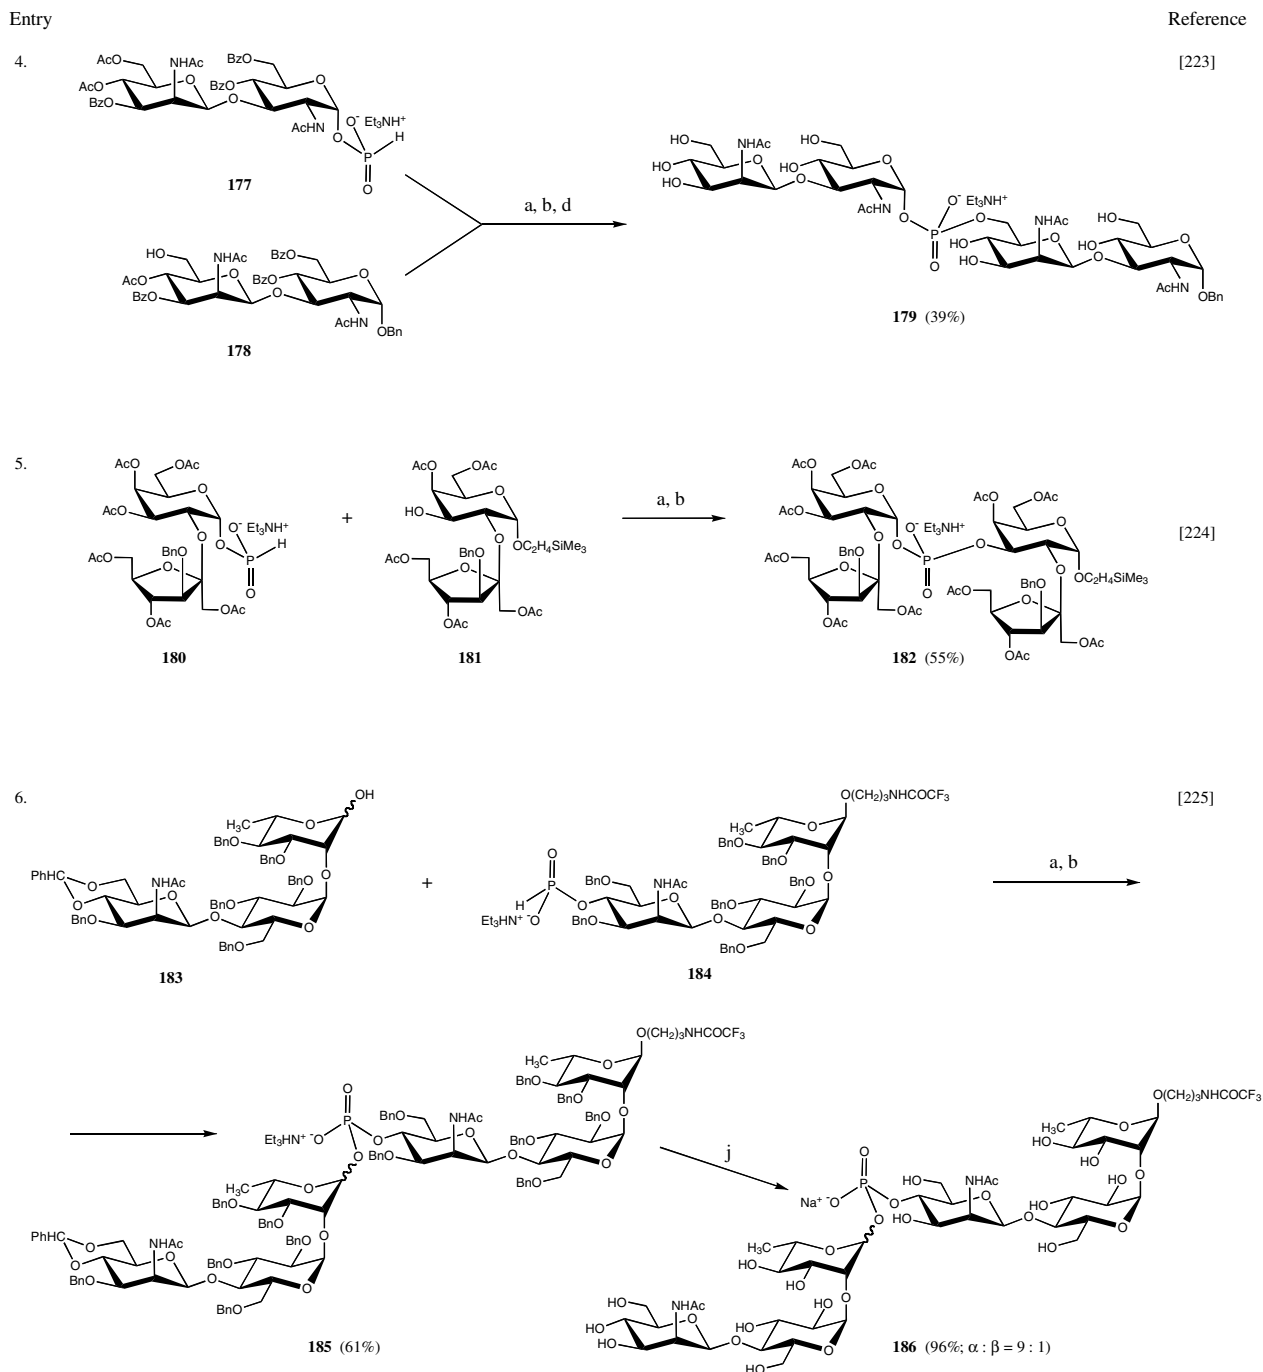 Entry Reference
4. [223]
AcO NHAc BzO
AcO O BzO O
BzO O AcHN O⁻ Et₃NH⁺
O H
P
O
177
a, b, d
HO NHAc BzO
AcO O BzO O
BzO O AcHN
OBn
178
HO NHAc HO
HO O HO O
HO O AcHN O⁻ Et₃NH⁺
O P O NHAc HO
O HO O HO O
HO O AcHN
OBn
179 (39%)
5. [224]
AcO OAc
O
AcO O⁻ Et₃NH⁺
O O P H
O
AcO BnO
O OAc
OAc
180
+
AcO OAc
O
HO
O OC₂H₄SiMe₃
AcO BnO
O OAc
OAc
181
a, b
AcO OAc
O
AcO O⁻ Et₃NH⁺
O O P O
O
AcO BnO
O OAc
OAc
AcO OAc
O
O OC₂H₄SiMe₃
AcO BnO
O OAc
OAc
182 (55%)
6. [225]
OH
H₃C O
BnO
BnO
O
PhHC O NHAc BnO BnO
O O
BnO O O
BnO
183
+
O(CH₂)₃NHCOCF₃
H₃C O
BnO
BnO
O
O
P
H O
Et₃HN⁺ ⁻O
BnO NHAc BnO BnO
O
BnO O O
BnO
184
a, b
O(CH₂)₃NHCOCF₃
H₃C O
BnO
BnO
O
O
P
Et₃HN⁺ ⁻O O
BnO NHAc BnO BnO
O
BnO O O
BnO
O
H₃C O
BnO
BnO
O
PhHC O NHAc BnO BnO
O O
BnO O O
BnO
185 (61%)
j
O(CH₂)₃NHCOCF₃
H₃C O
HO
HO
O
O
P
Na⁺ ⁻O O
HO NHAc HO HO
O
HO O O
HO
O
H₃C O
HO
HO
O
HO NHAc HO HO
HO O
HO O O
HO
186 (96%; α : β = 9 : 1)